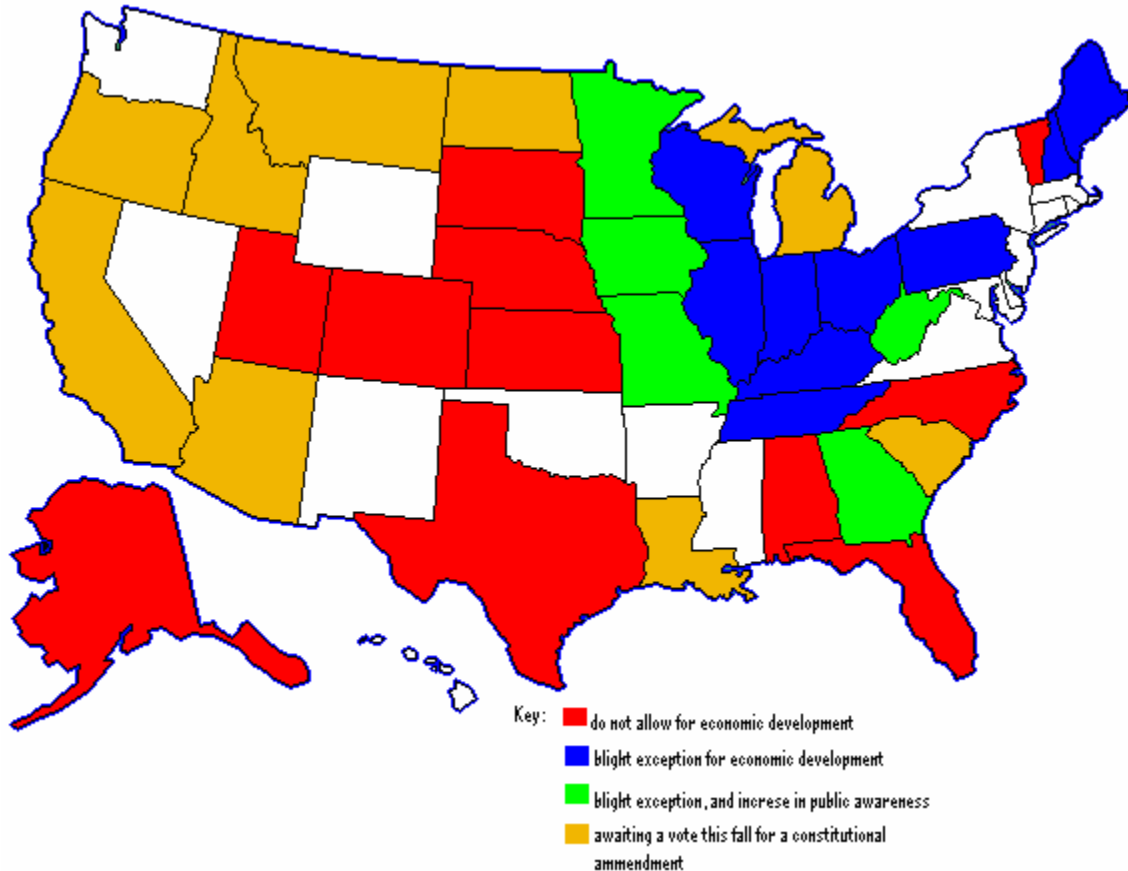 Key:
do not allow for economic development
blight exception for economic development
blight exception, and increse in public awareness
awaiting a vote this fall for a constitutional
ammendment